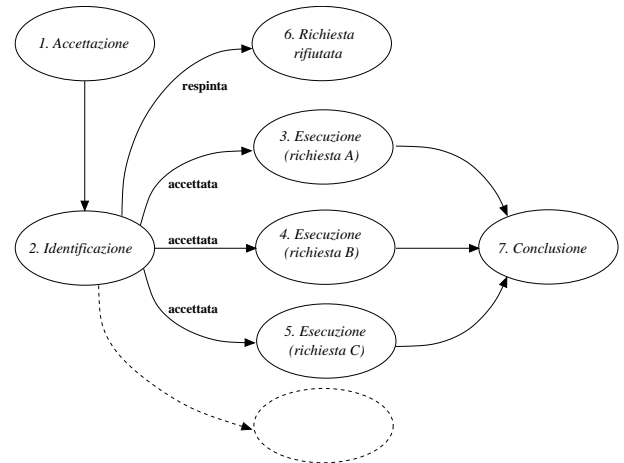 1. Accettazione
6. Richiesta
rifiutata
respinta
3. Esecuzione
(richiesta A)
accettata
2. Identificazione
accettata
4. Esecuzione
(richiesta B)
7. Conclusione
accettata
5. Esecuzione
(richiesta C)